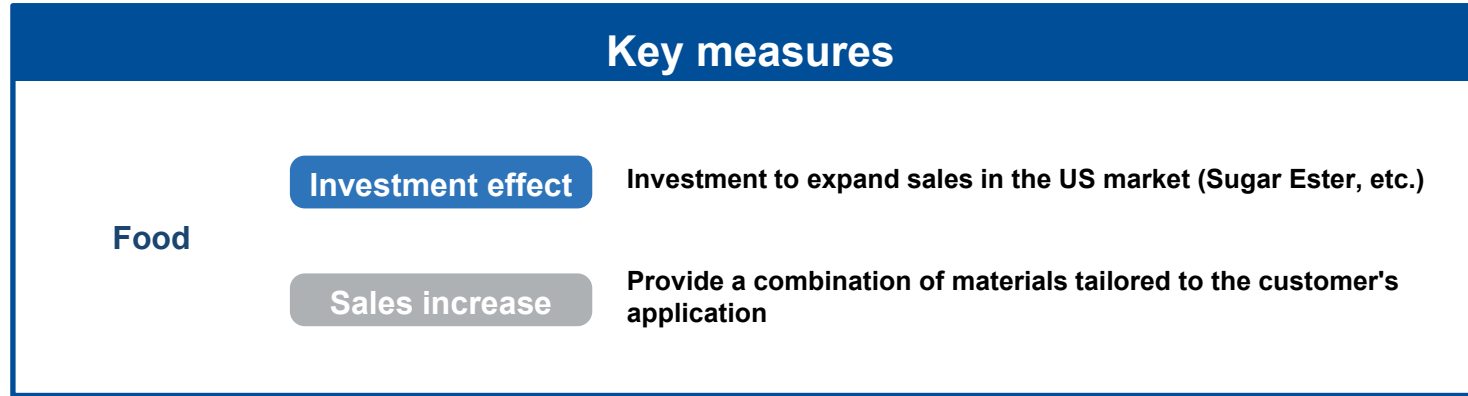 Key measures
Investment effect
Investment to expand sales in the US market (Sugar Ester, etc.)
Food
Sales increase
Provide a combination of materials tailored to the customer's
application